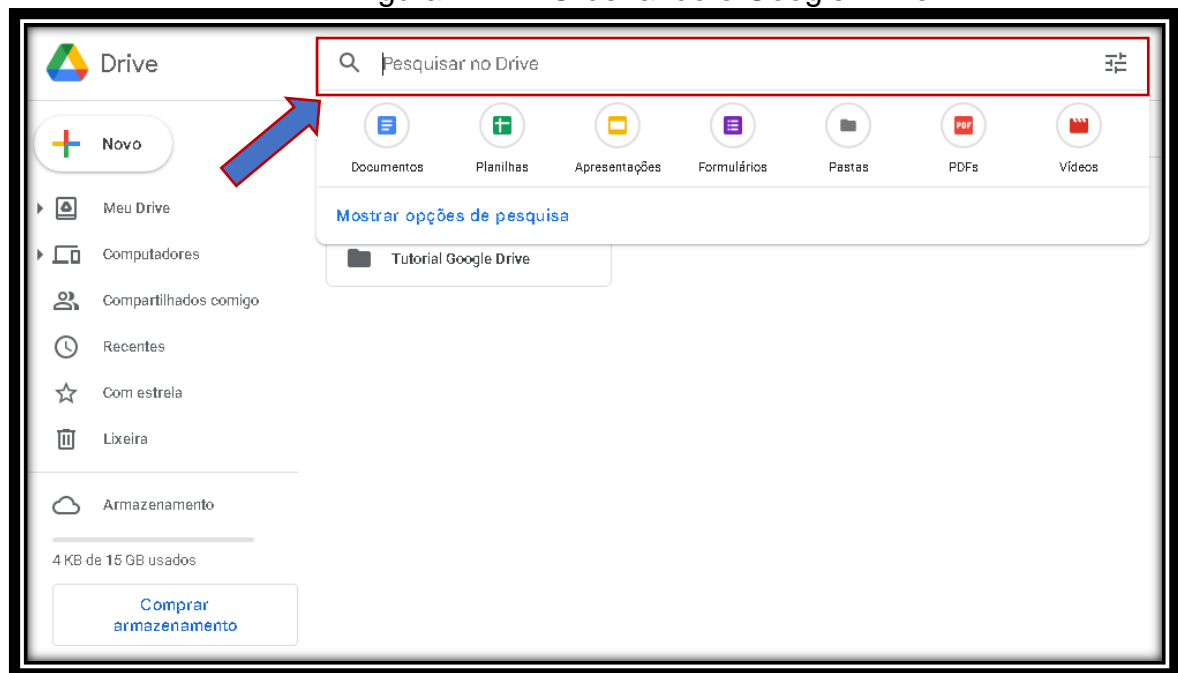 Drive
Pesquisar no Drive
Novo
Documentos Planilhas Apresentações Formulários Pastas PDFs Vídeos
PDF
Meu Drive
Mostrar opções de pesquisa
Computadores
Tutorial Google Drive
Compartilhados comigo
Recentes
Com estrela
Lixeira
Armazenamento
4 KB de 15 GB usados
Comprar
armazenamento